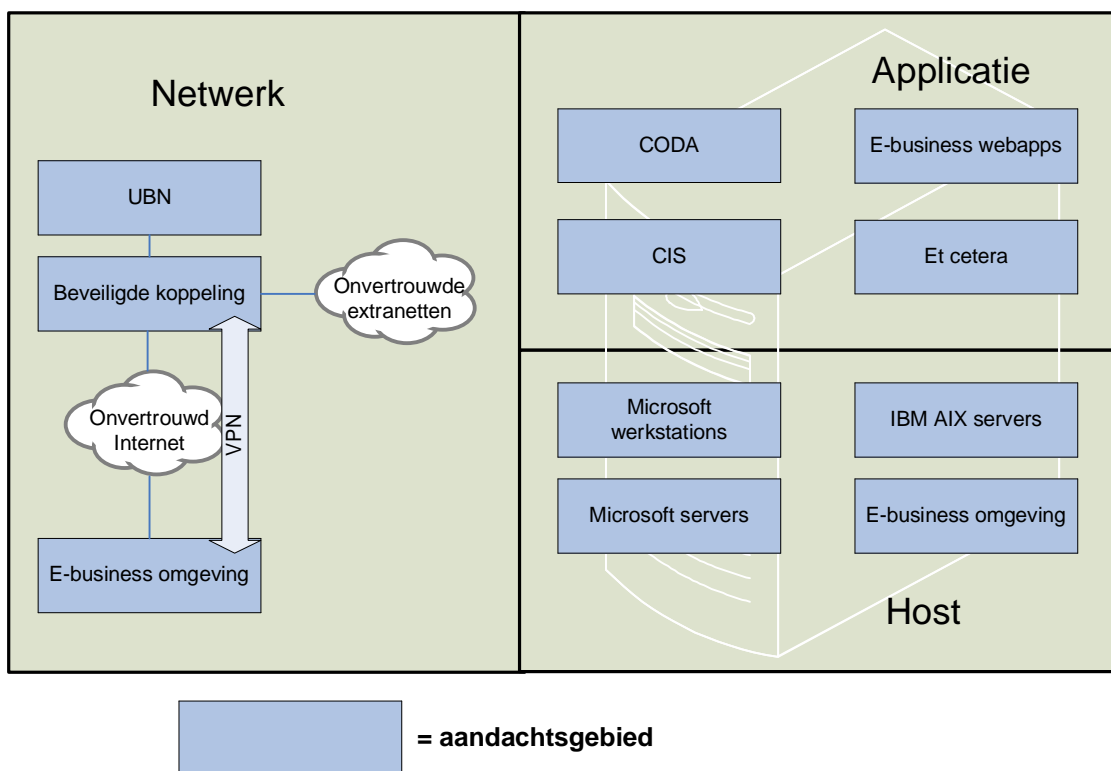 Netwerk
UBN
Beveiligde koppeling
Onvertrouwde
extranetten
Onvertrouwd
Internet
VPN
E-business omgeving
Applicatie
CODA
E-business webapps
CIS
Et cetera
Microsoft
werkstations
IBM AIX servers
Microsoft servers
E-business omgeving
Host
= aandachtsgebied